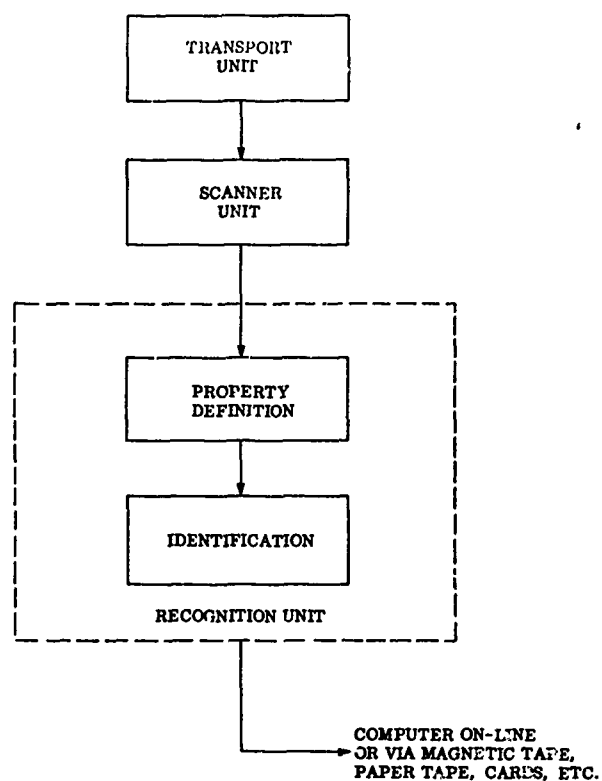 TRANSPORT
UNIT
SCANNER
UNIT
PROPERTY
DEFINITION
IDENTIFICATION
RECOGNITION UNIT
COMPUTER ON-LINE
OR VIA MAGNETIC TAPE,
PAPER TAPE, CARDS, ETC.